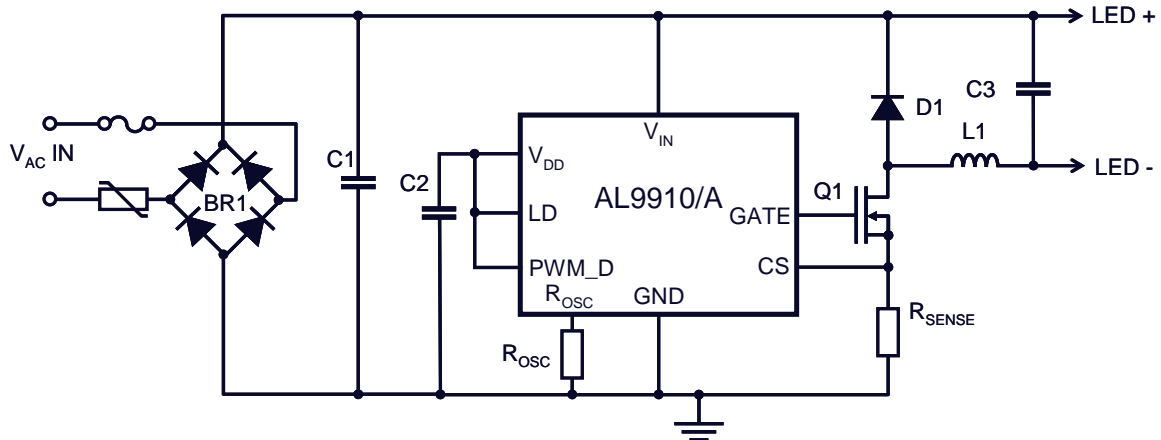 LED +
C3
D1
V_IN
L1
V_AC IN
C1
V_DD
C2
LED -
BR1
AL9910/A
Q1
LD
GATE
PWM_D
CS
R_OSC
GND
R_SENSE
R_OSC